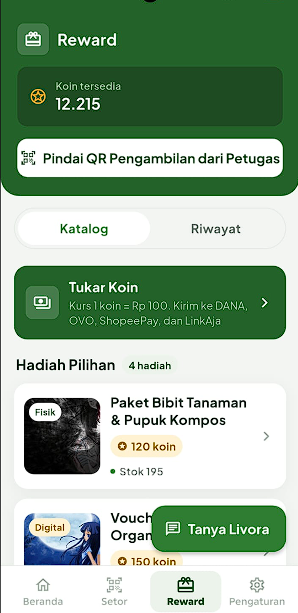 Reward
Koin tersedia
12.215
Pindai QR Pengambilan dari Petugas
Katalog
Riwayat
Tukar Koin
Kurs 1 koin = Rp 100. Kirim ke DANA,
OVO, ShopeePay, dan LinkAja
Hadiah Pilihan
4 hadiah
Fisik
Paket Bibit Tanaman
& Pupuk Kompos
120 koin
Stok 195
Digital
150 koin
Tanya Livora
Beranda
Setor
Reward
Pengaturan